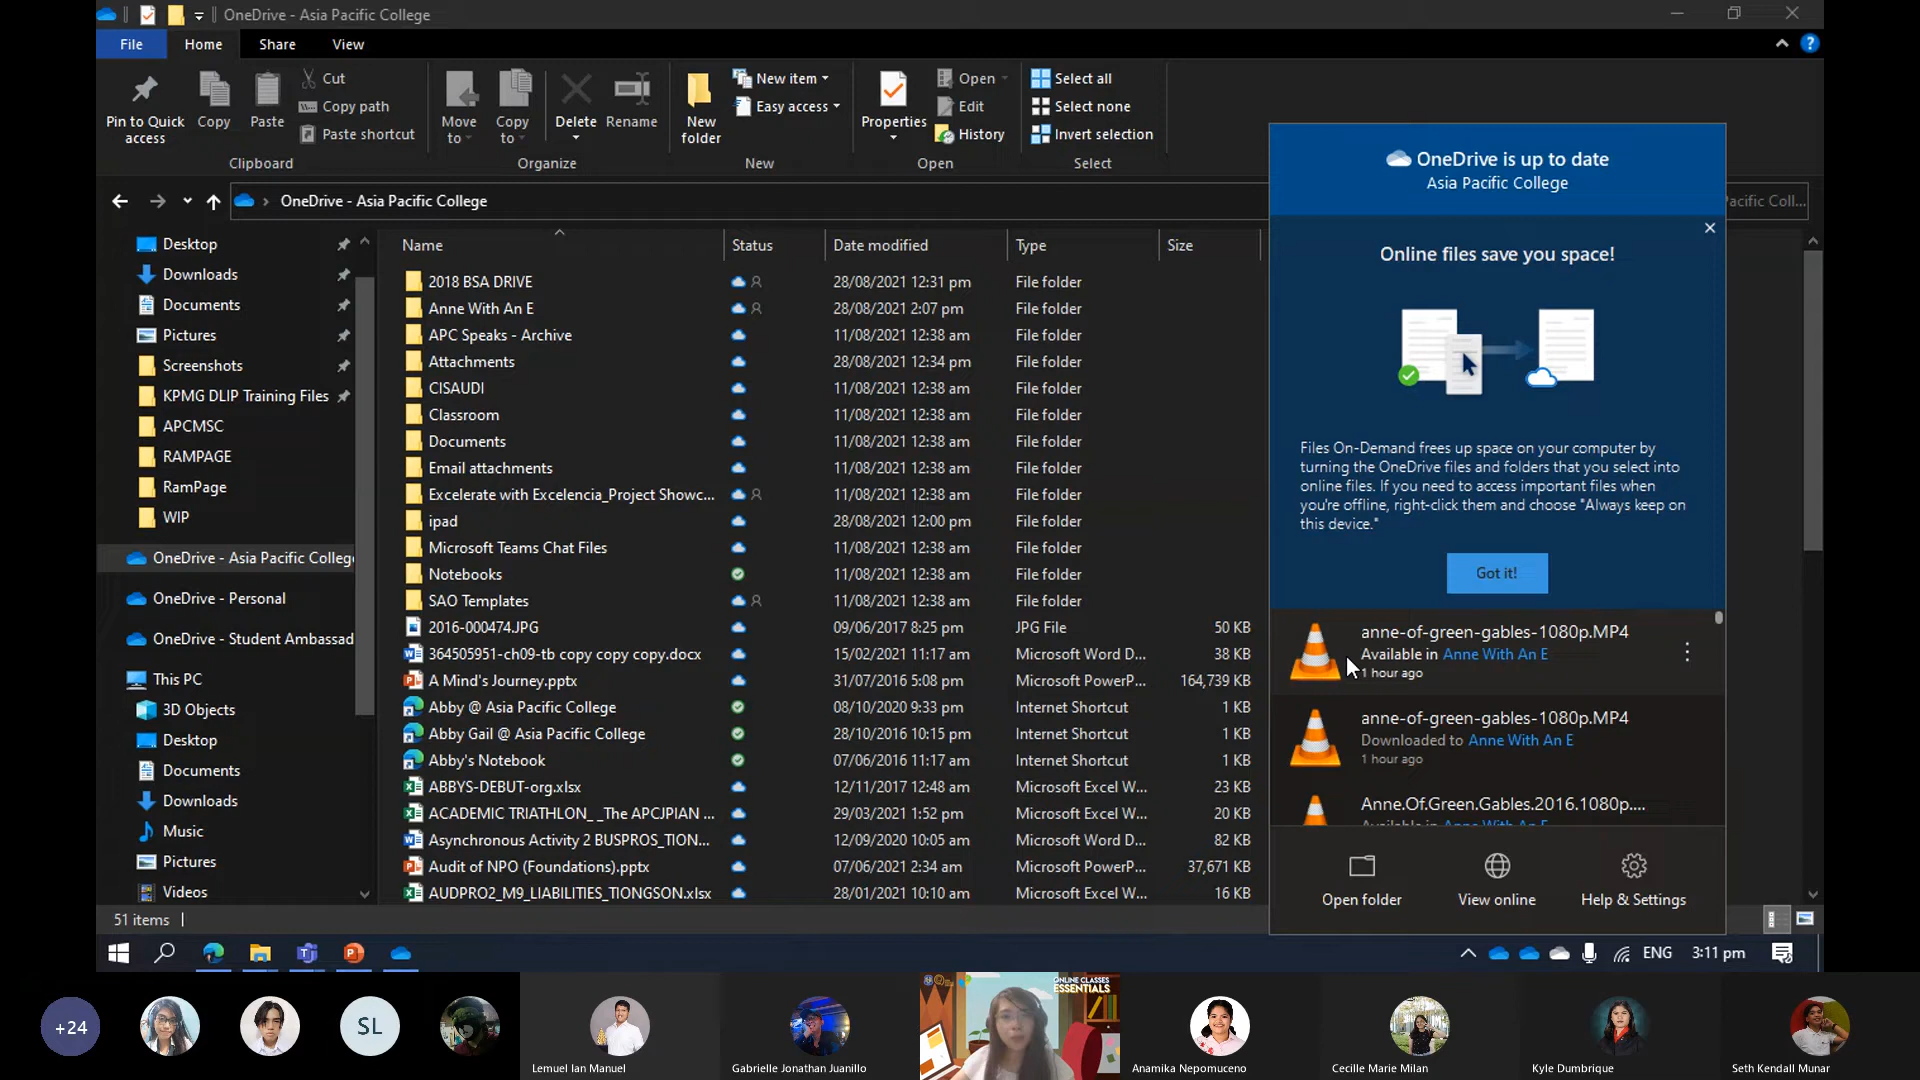 OneDrive - Asia Pacific College
File Home Share View
Pin to Quick access
Copy
Paste
Cut
Copy path
Paste shortcut
Clipboard
Move to
Copy to
Delete
Rename
Organize
New folder
New item
Easy access
New
Properties
Open
Edit
History
Open
Select all
Select none
Invert selection
Select
OneDrive - Asia Pacific College
acific Coll...
Desktop
Downloads
Documents
Pictures
Screenshots
KPMG DLIP Training Files
APCMSC
RAMPAGE
RamPage
WIP
OneDrive - Asia Pacific College
OneDrive - Personal
OneDrive - Student Ambassad
This PC
3D Objects
Desktop
Documents
Downloads
Music
Pictures
Videos
Name Status Date modified Type Size
2018 BSA DRIVE 28/08/2021 12:31 pm File folder
Anne With An E 28/08/2021 2:07 pm File folder
APC Speaks - Archive 11/08/2021 12:38 am File folder
Attachments 28/08/2021 12:34 pm File folder
CISAUDI 11/08/2021 12:38 am File folder
Classroom 11/08/2021 12:38 am File folder
Documents 11/08/2021 12:38 am File folder
Email attachments 11/08/2021 12:38 am File folder
Excelerate with Excelencia_Project Showc... 11/08/2021 12:38 am File folder
ipad 28/08/2021 12:00 pm File folder
Microsoft Teams Chat Files 11/08/2021 12:38 am File folder
Notebooks 11/08/2021 12:38 am File folder
SAO Templates 11/08/2021 12:38 am File folder
2016-000474.JPG 09/06/2017 8:25 pm JPG File 50 KB
364505951-ch09-tb copy copy copy.docx 15/02/2021 11:17 am Microsoft Word D... 38 KB
A Mind's Journey.pptx 31/07/2016 5:08 pm Microsoft PowerP... 164,739 KB
Abby @ Asia Pacific College 08/10/2020 9:33 pm Internet Shortcut 1 KB
Abby Gail @ Asia Pacific College 28/10/2016 10:15 pm Internet Shortcut 1 KB
Abby's Notebook 07/06/2016 11:17 am Internet Shortcut 1 KB
ABBYS-DEBUT-org.xlsx 12/11/2017 12:48 am Microsoft Excel W... 23 KB
ACADEMIC TRIATHLON_ _The APCJPIAN ... 29/03/2021 1:52 pm Microsoft Excel W... 20 KB
Asynchronous Activity 2 BUSPROS_TION... 12/09/2020 10:05 am Microsoft Word D... 82 KB
Audit of NPO (Foundations).pptx 07/06/2021 2:34 am Microsoft PowerP... 37,671 KB
AUDPRO2_M9_LIABILITIES_TIONGSON.xlsx 28/01/2021 10:10 am Microsoft Excel W... 16 KB
51 items
OneDrive is up to date
Asia Pacific College
Online files save you space!
Files On-Demand frees up space on your computer by
turning the OneDrive files and folders that you select into
online files. If you need to access important files when
you're offline, right-click them and choose "Always keep on
this device."
Got it!
anne-of-green-gables-1080p.MP4
Available in Anne With An E
1 hour ago
anne-of-green-gables-1080p.MP4
Downloaded to Anne With An E
1 hour ago
Anne.Of.Green.Gables.2016.1080p....
Available in Anne With An E
Open folder
View online
Help & Settings
ENG 3:11 pm
+24
SL
ONLINE CLASSES
ESSENTIALS
Lemuel Ian Manuel
Gabrielle Jonathan Juanillo
Anamika Nepomuceno
Cecille Marie Milan
Kyle Dumbrique
Seth Kendall Munar